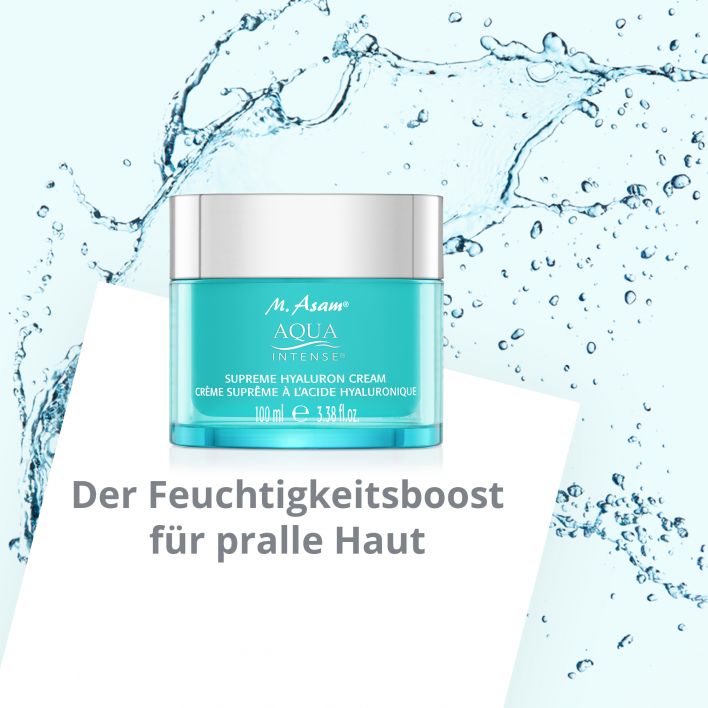 M. Asam®
AQUA
INTENSE®
SUPREME HYALURON CREAM
CRÈME SUPRÊME À L'ACIDE HYALURONIQUE
100 ml ℮ 3.38 fl.oz.
Der Feuchtigkeitsboost
für pralle Haut